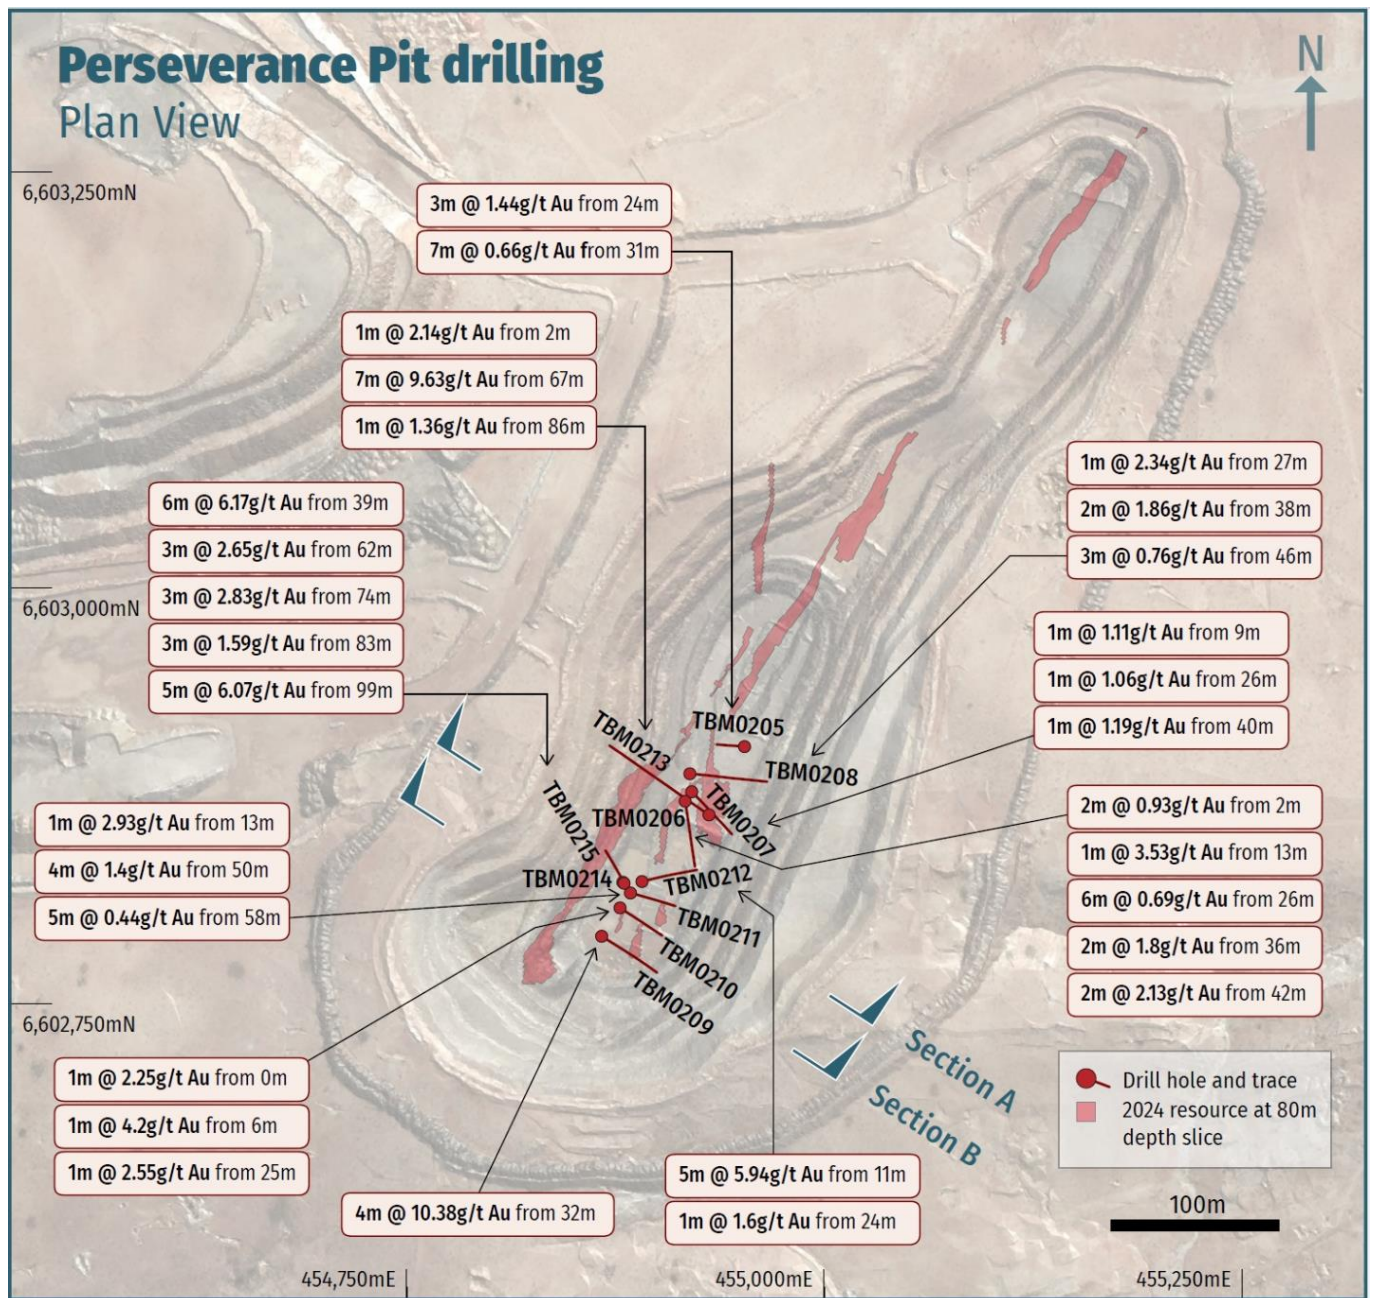 Perseverance Pit drilling
Plan View
N
6,603,250mN
3m @ 1.44g/t Au from 24m
7m @ 0.66g/t Au from 31m
1m @ 2.14g/t Au from 2m
7m @ 9.63g/t Au from 67m
1m @ 1.36g/t Au from 86m
1m @ 2.34g/t Au from 27m
2m @ 1.86g/t Au from 38m
3m @ 0.76g/t Au from 46m
6m @ 6.17g/t Au from 39m
3m @ 2.65g/t Au from 62m
3m @ 2.83g/t Au from 74m
3m @ 1.59g/t Au from 83m
5m @ 6.07g/t Au from 99m
6,603,000mN
1m @ 1.11g/t Au from 9m
1m @ 1.06g/t Au from 26m
1m @ 1.19g/t Au from 40m
TBM0205
TBM0213
TBM0208
TBM0206
TBM0207
TBM0215
TBM0214
TBM0212
TBM0211
TBM0210
TBM0209
2m @ 0.93g/t Au from 2m
1m @ 3.53g/t Au from 13m
6m @ 0.69g/t Au from 26m
2m @ 1.8g/t Au from 36m
2m @ 2.13g/t Au from 42m
1m @ 2.93g/t Au from 13m
4m @ 1.4g/t Au from 50m
5m @ 0.44g/t Au from 58m
6,602,750mN
1m @ 2.25g/t Au from 0m
1m @ 4.2g/t Au from 6m
1m @ 2.55g/t Au from 25m
4m @ 10.38g/t Au from 32m
5m @ 5.94g/t Au from 11m
1m @ 1.6g/t Au from 24m
Section A
Section B
Drill hole and trace
2024 resource at 80m
depth slice
100m
454,750mE
455,000mE
455,250mE